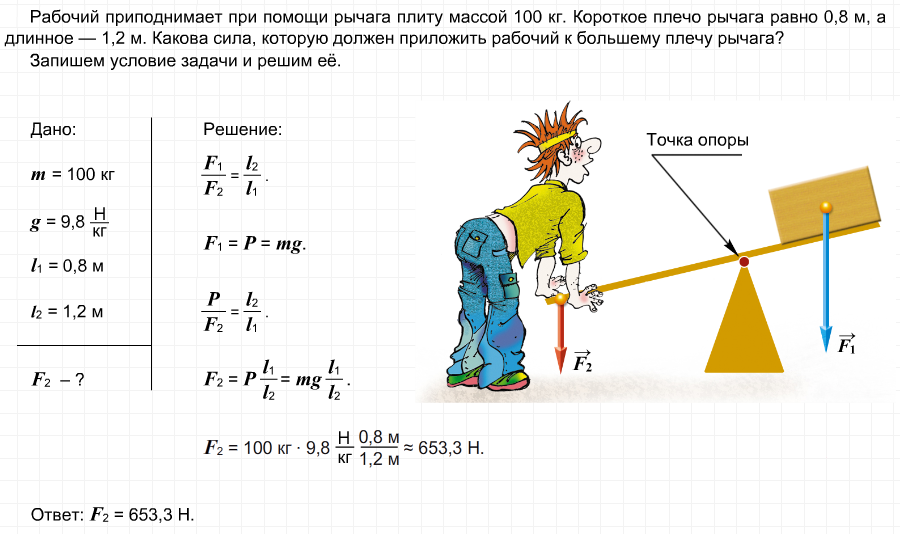 Рабочий приподнимает при помощи рычага плиту массой 100 кг. Короткое плечо рычага равно 0,8 м, а
длинное — 1,2 м. Какова сила, которую должен приложить рабочий к большему плечу рычага?
Запишем условие задачи и решим её.
Дано:
m = 100 кг
g = 9,8 Н/кг
l₁ = 0,8 м
l₂ = 1,2 м
F₂ – ?
Решение:
F₁/F₂ = l₂/l₁.
F₁ = P = mg.
P/F₂ = l₂/l₁.
F₂ = P l₁/l₂ = mg l₁/l₂.
F₂ = 100 кг · 9,8 Н/кг 0,8 м/1,2 м ≈ 653,3 Н.
Точка опоры
F⃗₂
F⃗₁
Ответ: F₂ = 653,3 Н.